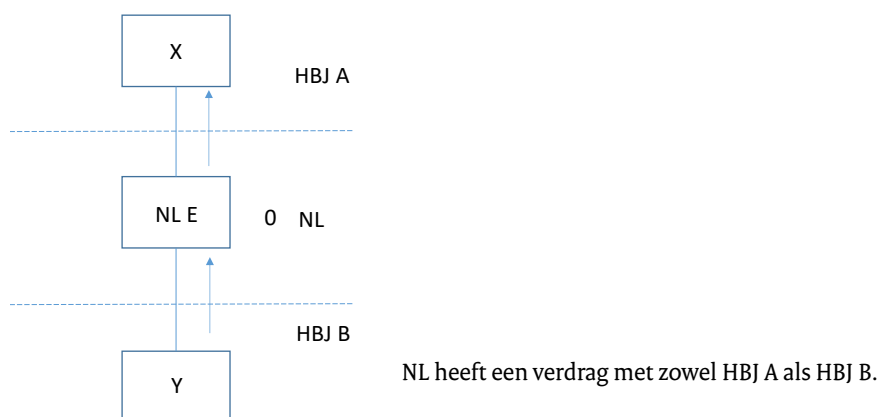 X
HBJ A
NL E
0 NL
HBJ B
NL heeft een verdrag met zowel HBJ A als HBJ B.
Y